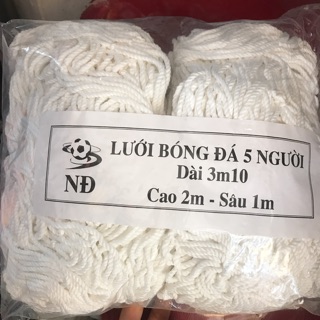 LƯỚI BÓNG ĐÁ 5 NGƯỜI
Dài 3m10
NĐ
Cao 2m - Sâu 1m